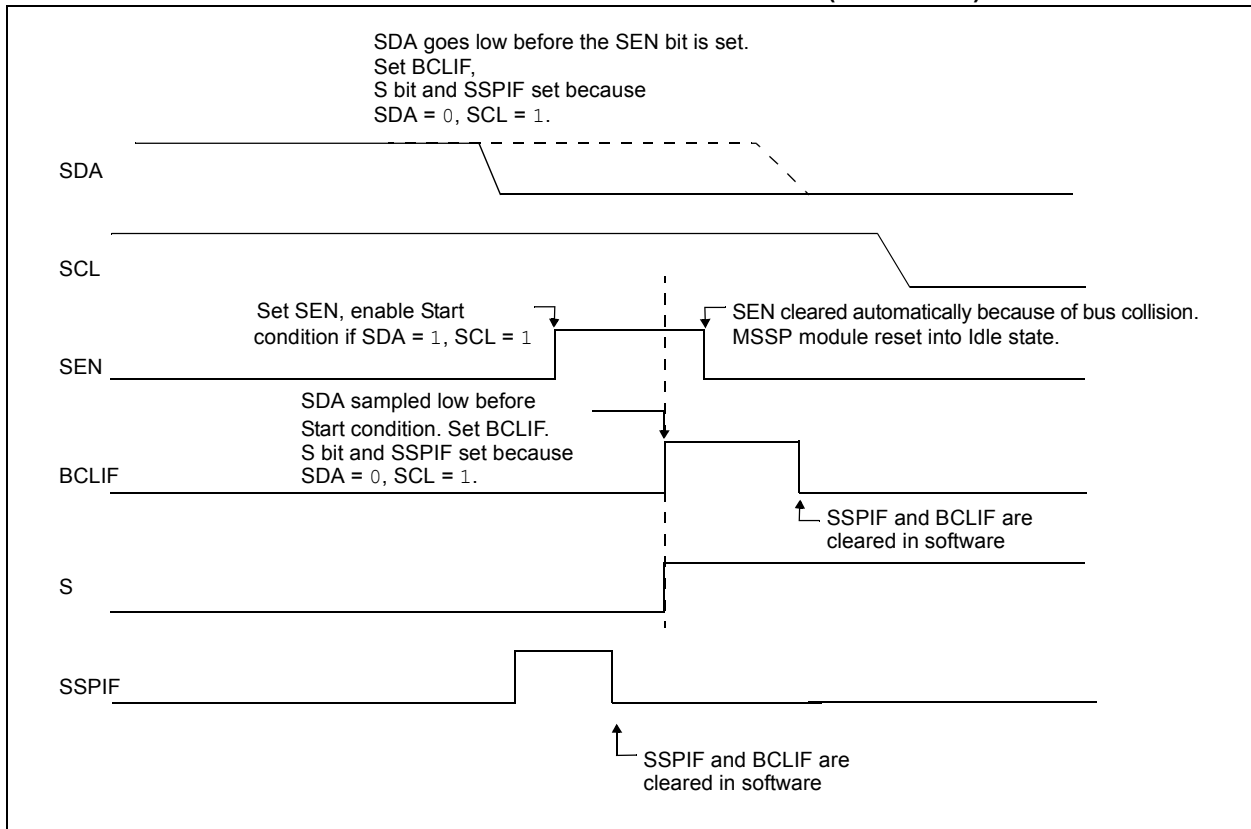 SDA goes low before the SEN bit is set.
Set BCLIF,
S bit and SSPIF set because
SDA = 0, SCL = 1.
SDA
SCL
Set SEN, enable Start
condition if SDA = 1, SCL = 1
SEN cleared automatically because of bus collision.
MSSP module reset into Idle state.
SEN
SDA sampled low before
Start condition. Set BCLIF.
S bit and SSPIF set because
SDA = 0, SCL = 1.
BCLIF
SSPIF and BCLIF are
cleared in software
S
SSPIF
SSPIF and BCLIF are
cleared in software